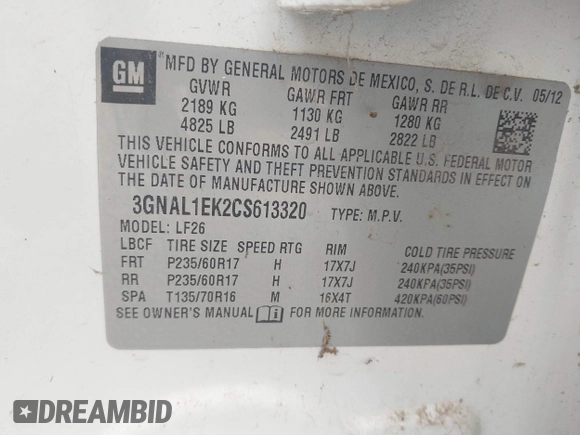 GM MFD BY GENERAL MOTORS DE MEXICO, S. DE R.L. DE C.V. 05/12
GVWR GAWR FRT GAWR RR
2189 KG 1130 KG 1280 KG
4825 LB 2491 LB 2822 LB
THIS VEHICLE CONFORMS TO ALL APPLICABLE U.S. FEDERAL MOTOR
VEHICLE SAFETY AND THEFT PREVENTION STANDARDS IN EFFECT ON
THE DATE OF MANUFACTURE SHOWN ABOVE.
3GNAL1EK2CS613320 TYPE: M.P.V.
MODEL: LF26
LBCF TIRE SIZE SPEED RTG RIM COLD TIRE PRESSURE
FRT P235/60R17 H 17X7J 240KPA(35PSI)
RR P235/60R17 H 17X7J 240KPA(35PSI)
SPA T135/70R16 M 16X4T 420KPA(60PSI)
SEE OWNER'S MANUAL i FOR MORE INFORMATION.
DREAMBID